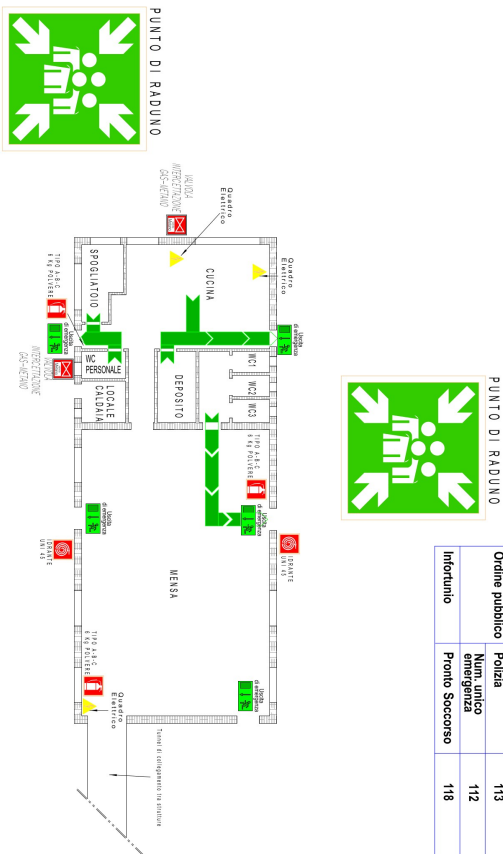 PUNTO DI RADUNO
PUNTO DI RADUNO
Ordine pubblico Polizia 113
Num. unico
emergenza 112
Infortunio Pronto Soccorso 118
VALVOLA
INTERCETTAZIONE
GAS-METANO
Quadro
Elettrico
Quadro
Elettrico
CUCINA
SPOGLIATOIO
TIPO A-B-C
6 Kg POLVERE
Uscita
di emergenza
VALVOLA
INTERCETTAZIONE
GAS-METANO
Uscita
di emergenza
WC
PERSONALE
LOCALE
CALDAIA
DEPOSITO
WC1
WC2
WC3
TIPO A-B-C
6 Kg POLVERE
Uscita
di emergenza
IDRANTE
UNI 45
Uscita
di emergenza
IDRANTE
UNI 45
MENSA
TIPO A-B-C
6 Kg POLVERE
Quadro
Elettrico
Uscita
di emergenza
Tunnel di collegamento tra strutture